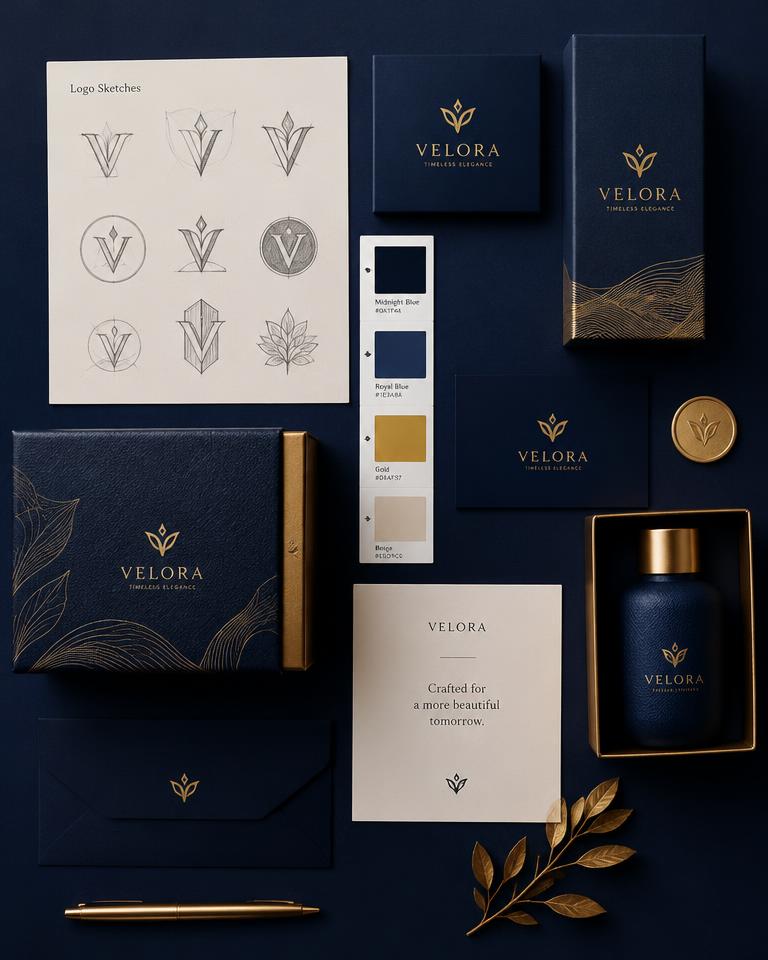 Logo Sketches
VELORA
TIMELESS ELEGANCE
VELORA
TIMELESS ELEGANCE
Midnight Blue
Royal Blue
#1E3A8A
Gold
Beige
VELORA
TIMELESS ELEGANCE
VELORA
TIMELESS ELEGANCE
VELORA
Crafted for
a more beautiful
tomorrow.
VELORA